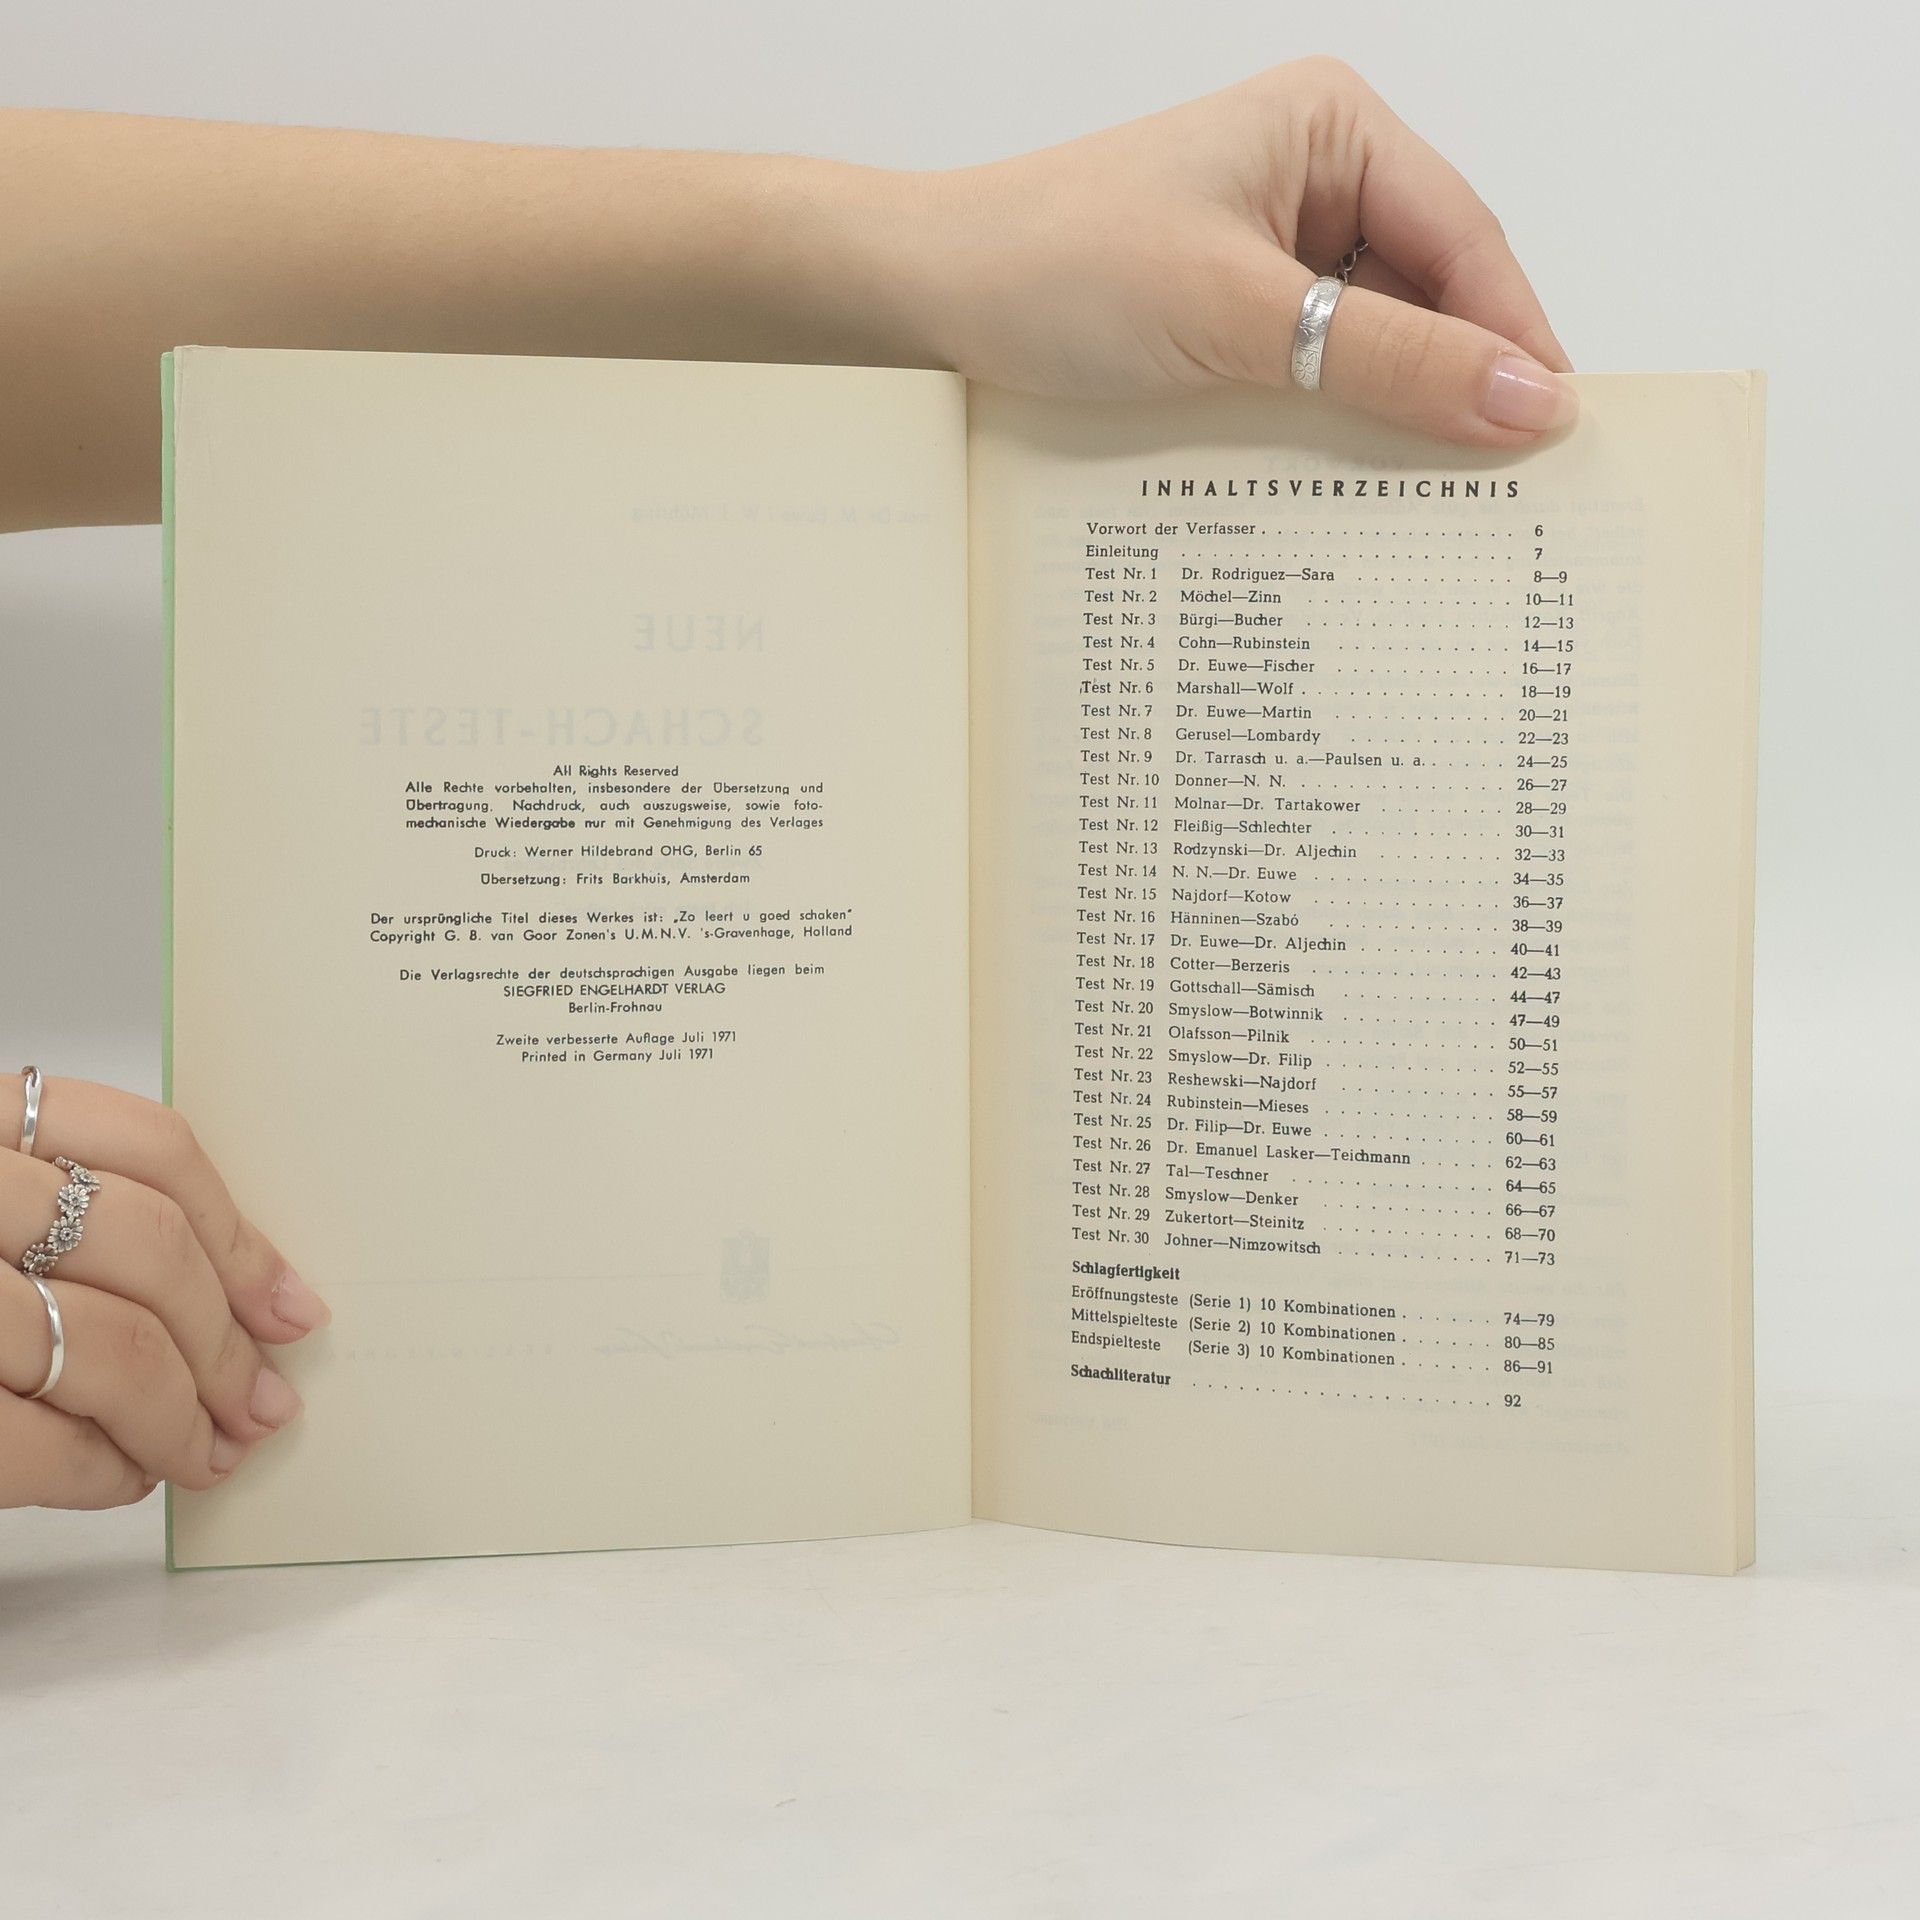 All Rights Reserved
Alle Rechte vorbehalten, insbesondere der Übersetzung und
Übertragung. Nachdruck, auch auszugsweise, sowie foto-
mechanische Wiedergabe nur mit Genehmigung des Verlages
Druck: Werner Hildebrand OHG, Berlin 65
Übersetzung: Frits Barkhuis, Amsterdam
Der ursprüngliche Titel dieses Werkes ist: „Zo leert u goed schaken"
Copyright G. B. van Goor Zonen's U.M.N.V. 's-Gravenhage, Holland
Die Verlagsrechte der deutschsprachigen Ausgabe liegen beim
SIEGFRIED ENGELHARDT VERLAG
Berlin-Frohnau
Zweite verbesserte Auflage Juli 1971
Printed in Germany Juli 1971
NEUE
SCHACH-TESTE
INHALTSVERZEICHNIS
Vorwort der Verfasser . . . . . . . . . . . . . . . . 6
Einleitung . . . . . . . . . . . . . . . . . . . . . 7
Test Nr. 1 Dr. Rodriguez—Sara . . . . . . . . . . 8—9
Test Nr. 2 Möchel—Zinn . . . . . . . . . . . . . 10—11
Test Nr. 3 Bürgi—Bucher . . . . . . . . . . . . . 12—13
Test Nr. 4 Cohn—Rubinstein . . . . . . . . . . . 14—15
Test Nr. 5 Dr. Euwe—Fischer . . . . . . . . . . . 16—17
Test Nr. 6 Marshall—Wolf . . . . . . . . . . . . . 18—19
Test Nr. 7 Dr. Euwe—Martin . . . . . . . . . . . 20—21
Test Nr. 8 Gerusel—Lombardy . . . . . . . . . . 22—23
Test Nr. 9 Dr. Tarrasch u. a.—Paulsen u. a. . . . . . 24—25
Test Nr. 10 Donner—N. N. . . . . . . . . . . . . . 26—27
Test Nr. 11 Molnar—Dr. Tartakower . . . . . . . . . 28—29
Test Nr. 12 Fleißig—Schlechter . . . . . . . . . . . 30—31
Test Nr. 13 Rodzynski—Dr. Aljechin . . . . . . . . 32—33
Test Nr. 14 N. N.—Dr. Euwe . . . . . . . . . . . . 34—35
Test Nr. 15 Najdorf—Kotow . . . . . . . . . . . . 36—37
Test Nr. 16 Hänninen—Szabó . . . . . . . . . . . 38—39
Test Nr. 17 Dr. Euwe—Dr. Aljechin . . . . . . . . . 40—41
Test Nr. 18 Cotter—Berzeris . . . . . . . . . . . . 42—43
Test Nr. 19 Gottschall—Sämisch . . . . . . . . . . 44—47
Test Nr. 20 Smyslow—Botwinnik . . . . . . . . . . 47—49
Test Nr. 21 Olafsson—Pilnik . . . . . . . . . . . . 50—51
Test Nr. 22 Smyslow—Dr. Filip . . . . . . . . . . . 52—55
Test Nr. 23 Reshewski—Najdorf . . . . . . . . . . 55—57
Test Nr. 24 Rubinstein—Mieses . . . . . . . . . . . 58—59
Test Nr. 25 Dr. Filip—Dr. Euwe . . . . . . . . . . . 60—61
Test Nr. 26 Dr. Emanuel Lasker—Teichmann . . . . . 62—63
Test Nr. 27 Tal—Teschner . . . . . . . . . . . . . 64—65
Test Nr. 28 Smyslow—Denker . . . . . . . . . . . 66—67
Test Nr. 29 Zukertort—Steinitz . . . . . . . . . . . 68—70
Test Nr. 30 Johner—Nimzowitsch . . . . . . . . . . 71—73
Schlagfertigkeit
Eröffnungsteste (Serie 1) 10 Kombinationen . . . . . . 74—79
Mittelspielteste (Serie 2) 10 Kombinationen . . . . . . 80—85
Endspielteste (Serie 3) 10 Kombinationen . . . . . . 86—91
Schachliteratur . . . . . . . . . . . . . . . . . . . 92